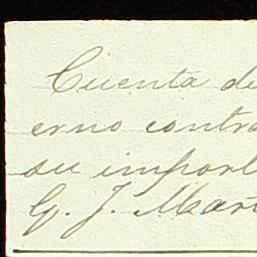 Cuenta de
erno contra
su import
G. J. Mar